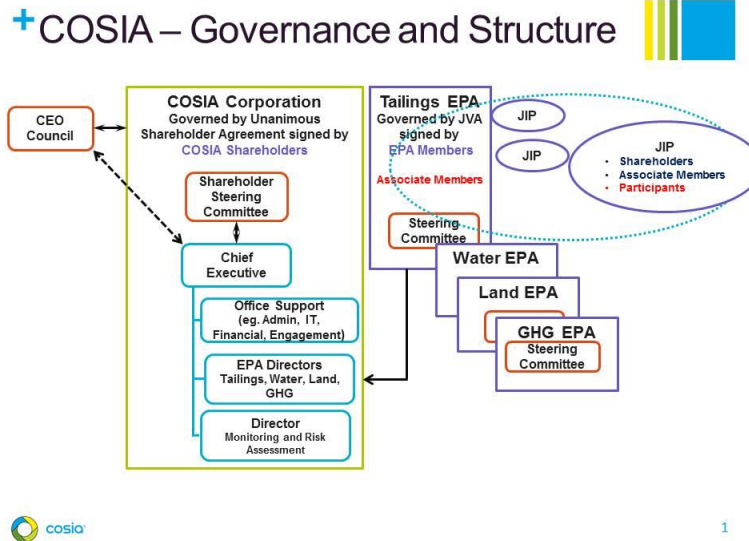 + COSIA – Governance and Structure
CEO
Council
COSIA Corporation
Governed by Unanimous
Shareholder Agreement signed by
COSIA Shareholders
Shareholder
Steering
Committee
Chief
Executive
Office Support
(eg. Admin, IT,
Financial, Engagement)
EPA Directors
Tailings, Water, Land,
GHG
Director
Monitoring and Risk
Assessment
Tailings EPA
Governed by JVA
signed by
EPA Members
Associate Members
Steering
Committee
JIP
JIP
JIP
• Shareholders
• Associate Members
• Participants
Water EPA
Land EPA
GHG EPA
Steering
Committee
cosia
1